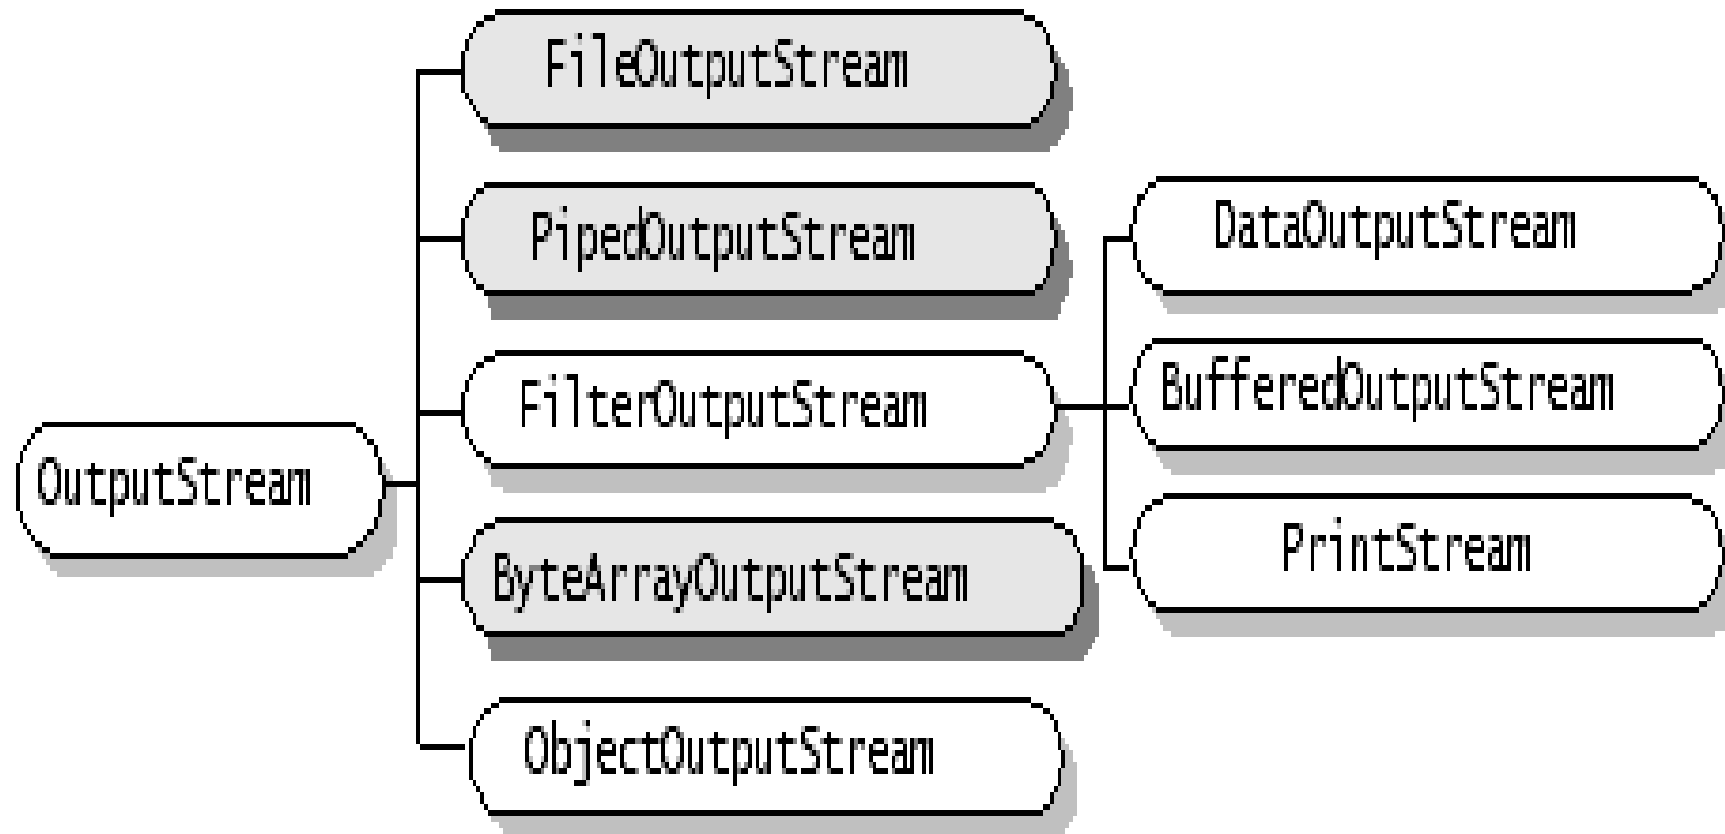 FileOutputStream
PipedOutputStream
DataOutputStream
FilterOutputStream
BufferedOutputStream
OutputStream
PrintStream
ByteArrayOutputStream
ObjectOutputStream